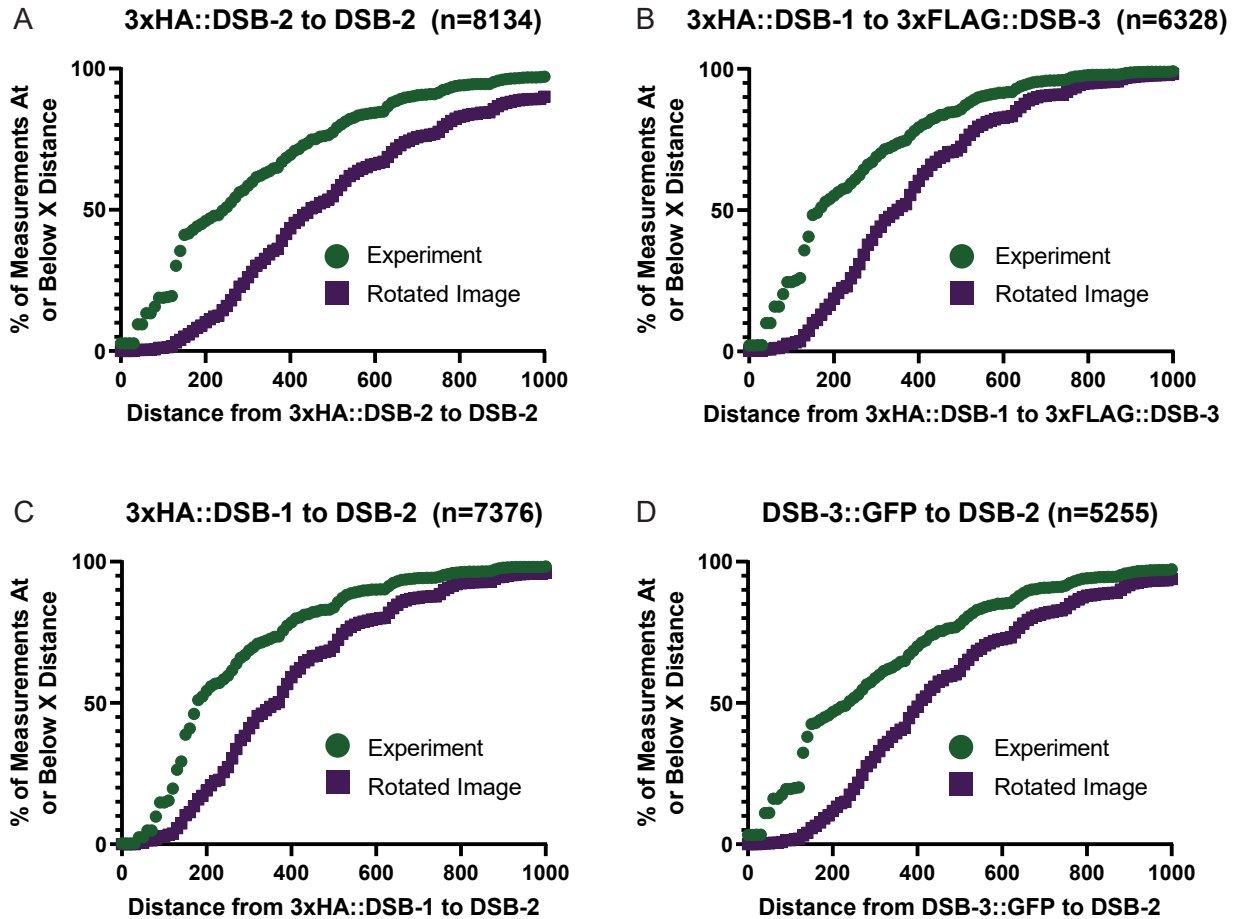 A
3xHA::DSB-2 to DSB-2 (n=8134)
% of Measurements At
or Below X Distance
100
50
0
Experiment
Rotated Image
0 200 400 600 800 1000
Distance from 3xHA::DSB-2 to DSB-2
B
3xHA::DSB-1 to 3xFLAG::DSB-3 (n=6328)
% of Measurements At
or Below X Distance
100
50
0
Experiment
Rotated Image
0 200 400 600 800 1000
Distance from 3xHA::DSB-1 to 3xFLAG::DSB-3
C
3xHA::DSB-1 to DSB-2 (n=7376)
% of Measurements At
or Below X Distance
100
50
0
Experiment
Rotated Image
0 200 400 600 800 1000
Distance from 3xHA::DSB-1 to DSB-2
D
DSB-3::GFP to DSB-2 (n=5255)
% of Measurements At
or Below X Distance
100
50
0
Experiment
Rotated Image
0 200 400 600 800 1000
Distance from DSB-3::GFP to DSB-2